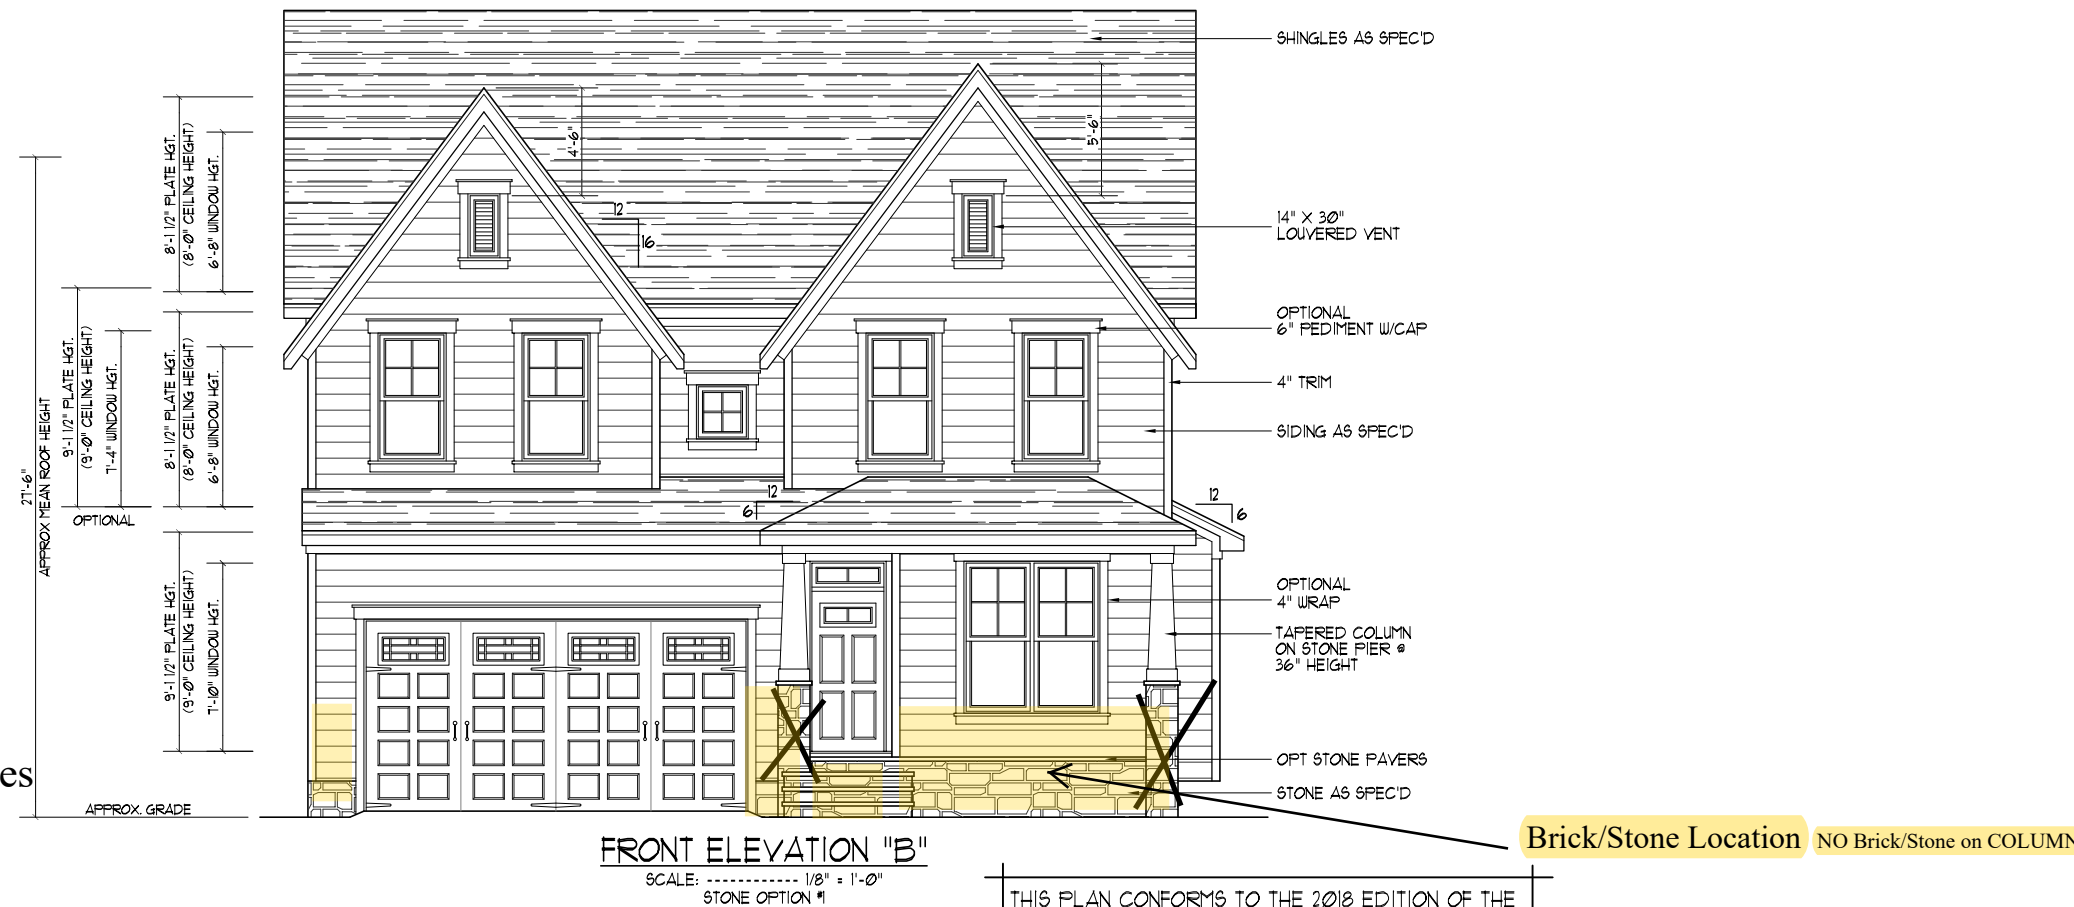 SHINGLES AS SPEC'D
14" X 30"
LOUVERED VENT
OPTIONAL
6" PEDIMENT W/CAP
4" TRIM
SIDING AS SPEC'D
OPTIONAL
4" WRAP
TAPERED COLUMN
ON STONE PIER @
36" HEIGHT
OPT STONE PAVERS
STONE AS SPEC'D
4'-6"
5'-6"
12
16
12
6
12
6
8'-1 1/2" PLATE HGT.
(8'-0" CEILING HEIGHT)
6'-8" WINDOW HGT.
9'-1 1/2" PLATE HGT.
(9'-0" CEILING HEIGHT)
7'-4" WINDOW HGT.
OPTIONAL
8'-1 1/2" PLATE HGT.
(8'-0" CEILING HEIGHT)
6'-8" WINDOW HGT.
27'-6"
APPROX MEAN ROOF HEIGHT
9'-1 1/2" PLATE HGT.
(9'-0" CEILING HEIGHT)
7'-10" WINDOW HGT.
es
APPROX. GRADE
Brick/Stone Location NO Brick/Stone on COLUMN
FRONT ELEVATION "B"
SCALE: ------------ 1/8" = 1'-0"
STONE OPTION #1
THIS PLAN CONFORMS TO THE 2018 EDITION OF THE